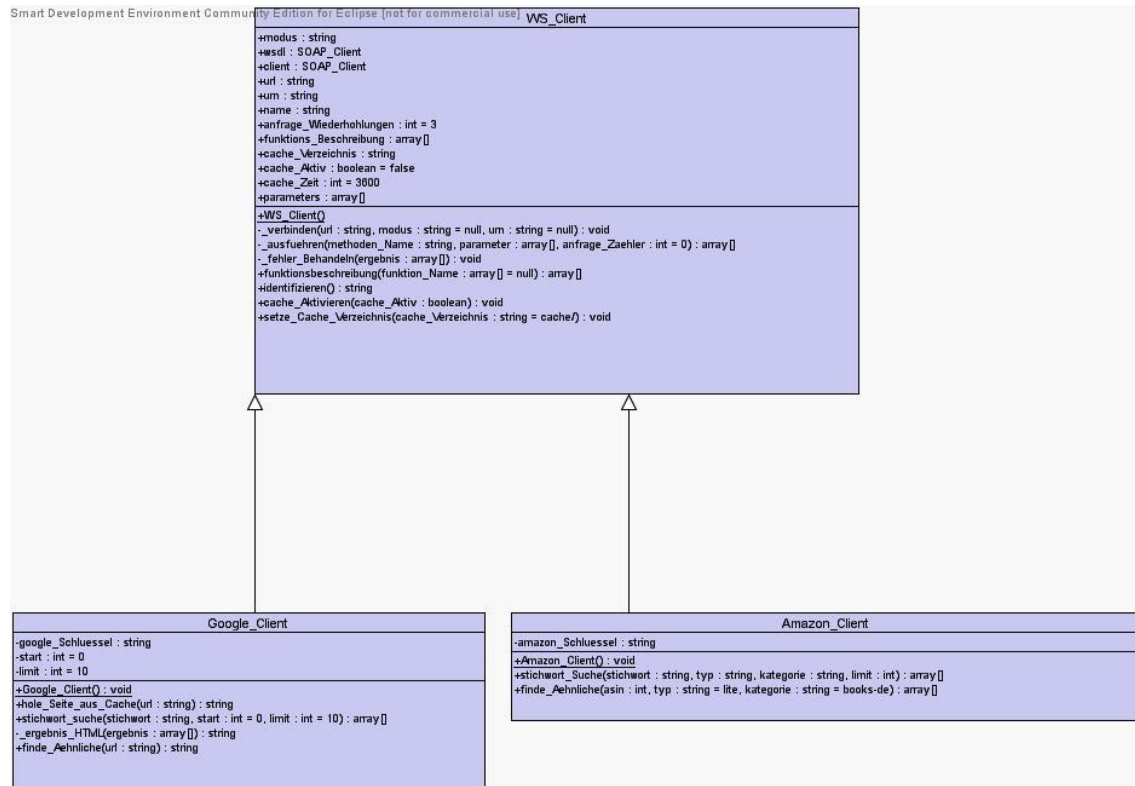 Smart Development Environment Community Edition for Eclipse [not for commercial use]
WS_Client
+modus : string
+wsdl : SOAP_Client
+client : SOAP_Client
+url : string
+urn : string
+name : string
+anfrage_Wiederhohlungen : int = 3
+funktions_Beschreibung : array[]
+cache_Verzeichnis : string
+cache_Aktiv : boolean = false
+cache_Zeit : int = 3600
+parameters : array[]
+WS_Client()
-_verbinden(url : string, modus : string = null, urn : string = null) : void
-_ausfuehren(methoden_Name : string, parameter : array[], anfrage_Zaehler : int = 0) : array[]
-_fehler_Behandeln(ergebnis : array[]) : void
+funktionsbeschreibung(funktion_Name : array[] = null) : array[]
+identifizieren() : string
+cache_Aktivieren(cache_Aktiv : boolean) : void
+setze_Cache_Verzeichnis(cache_Verzeichnis : string = cache/) : void
Google_Client
-google_Schluessel : string
-start : int = 0
-limit : int = 10
+Google_Client() : void
+hole_Seite_aus_Cache(url : string) : string
+stichwort_suche(stichwort : string, start : int = 0, limit : int = 10) : array[]
-_ergebnis_HTML(ergebnis : array[]) : string
+finde_Aehnliche(url : string) : string
Amazon_Client
-amazon_Schluessel : string
+Amazon_Client() : void
+stichwort_Suche(stichwort : string, typ : string, kategorie : string, limit : int) : array[]
+finde_Aehnliche(asin : int, typ : string = lite, kategorie : string = books-de) : array[]